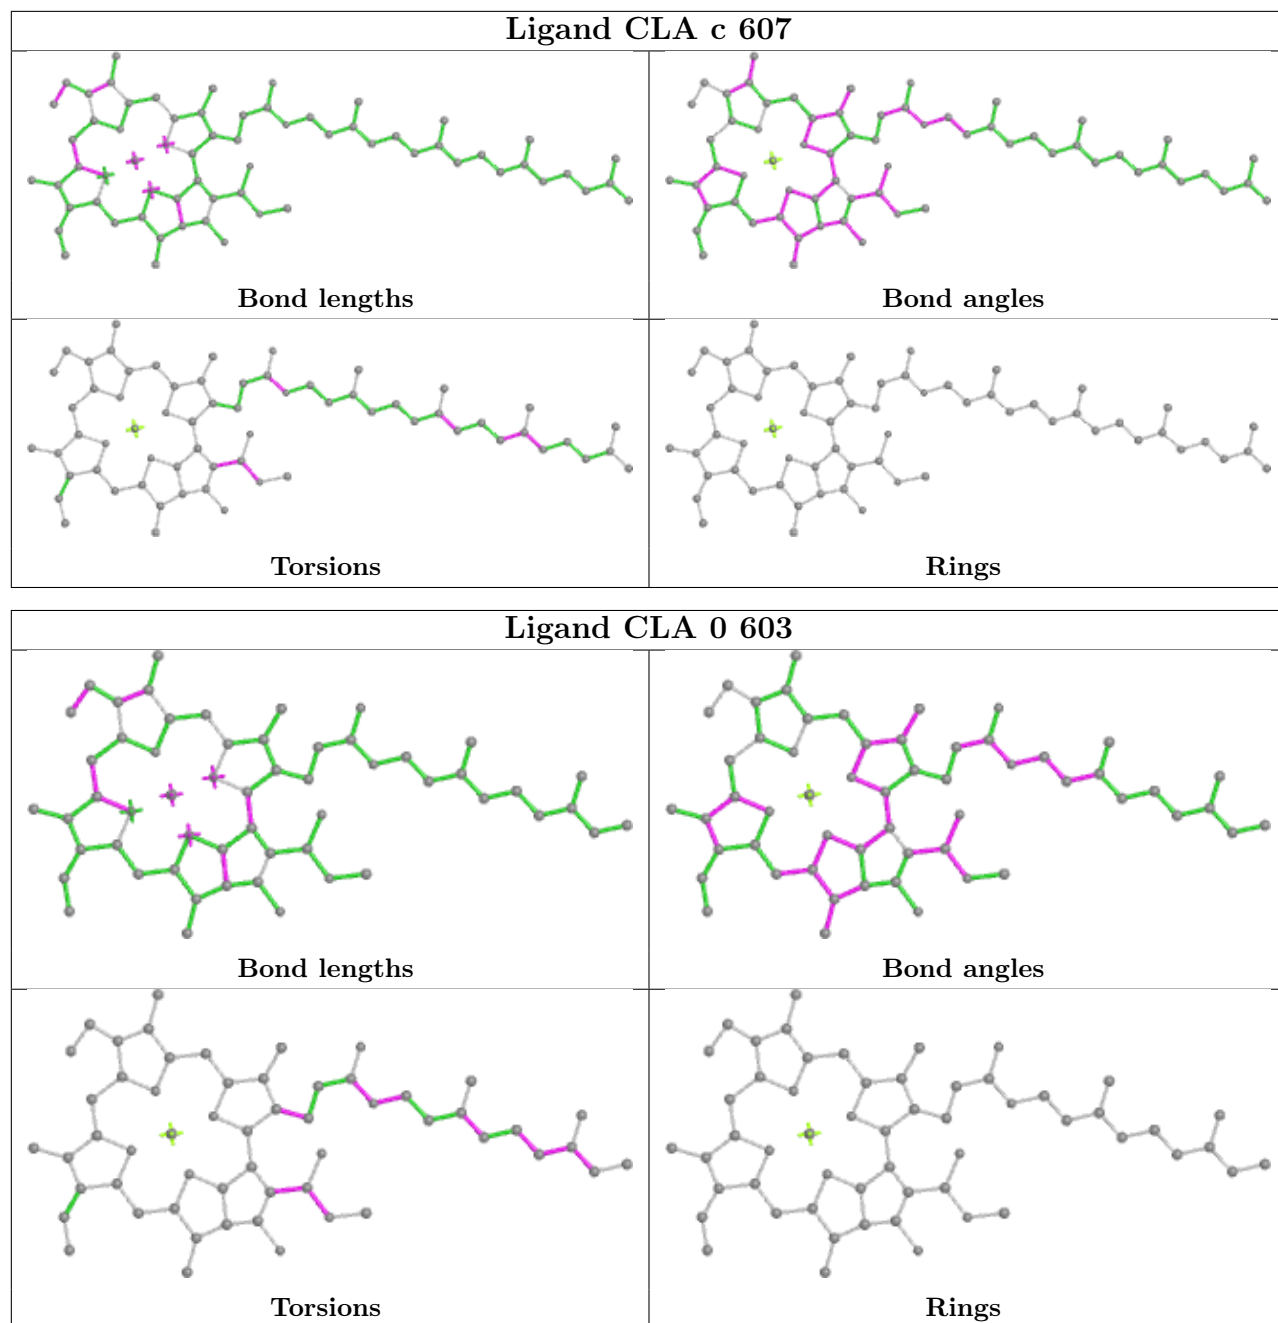 Ligand CLA c 607
Bond lengths
Bond angles
Torsions
Rings
Ligand CLA 0 603
Bond lengths
Bond angles
Torsions
Rings